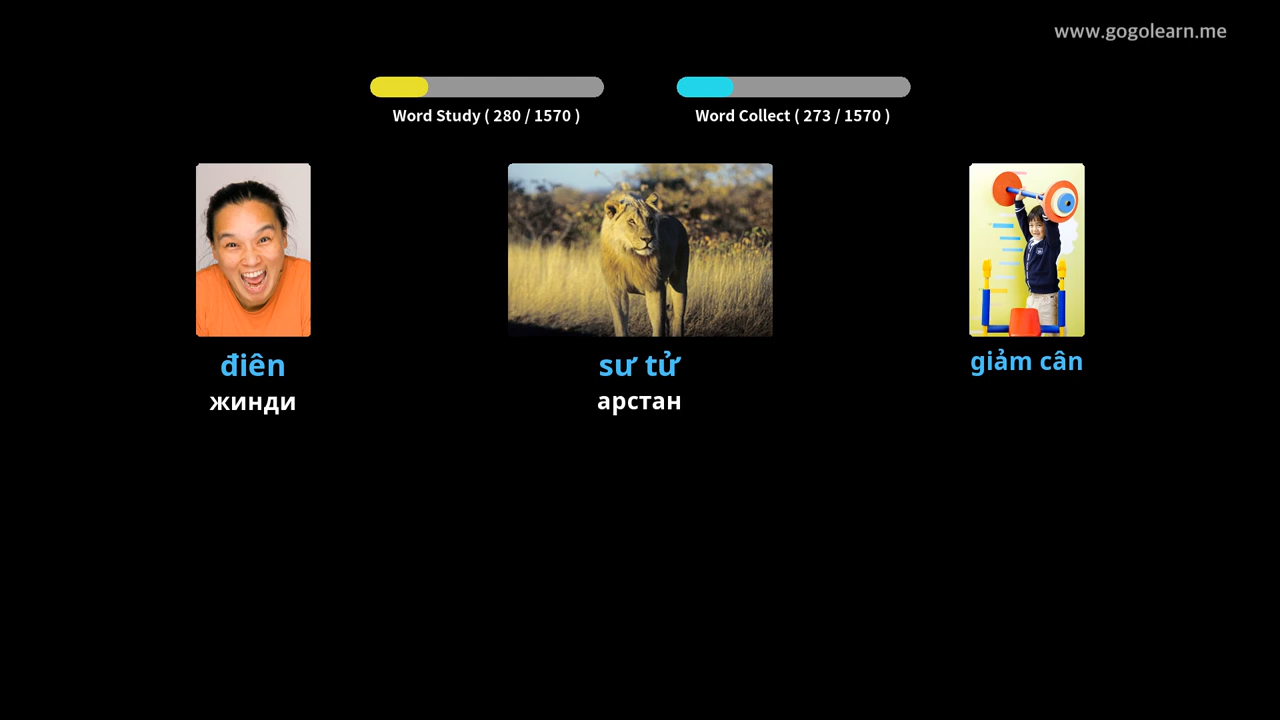 www.gogolearn.me
Word Study ( 280 / 1570 )
Word Collect ( 273 / 1570 )
điên
sư tử
giảm cân
жинди
арстан